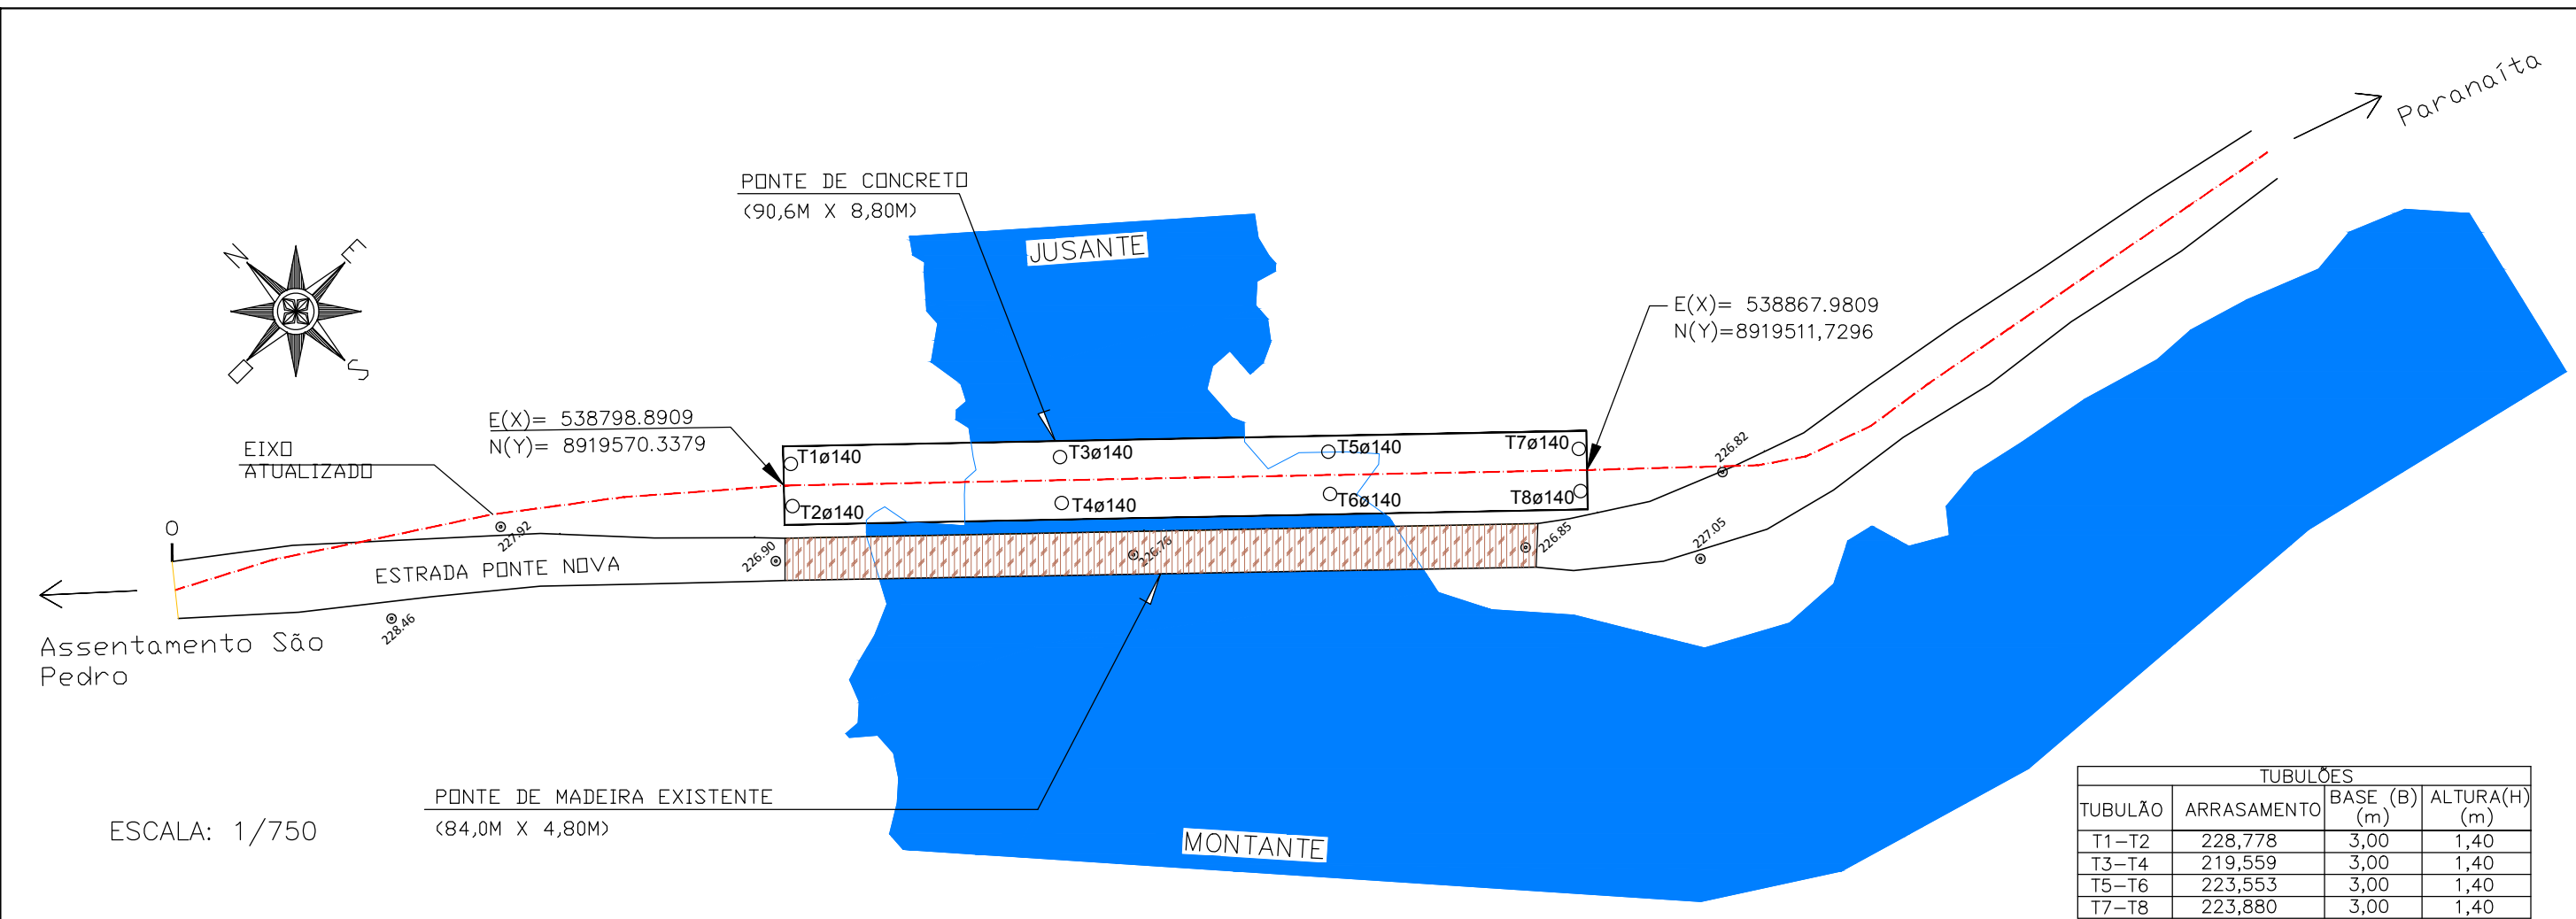 Paranaíta
PONTE DE CONCRETO
(90,6M X 8,80M)
JUSANTE
N
E
O
S
E(X)= 538867.9809
N(Y)=8919511,7296
E(X)= 538798.8909
N(Y)= 8919570.3379
EIXO
ATUALIZADO
T1ø140
T3ø140
T5ø140
T7ø140
T2ø140
T4ø140
T6ø140
T8ø140
226.82
0
227.92
226.90
226.76
226.85
227.05
ESTRADA PONTE NOVA
228.46
Assentamento São
Pedro
PONTE DE MADEIRA EXISTENTE
(84,0M X 4,80M)
ESCALA: 1/750
MONTANTE
TUBULÕES
TUBULÃO ARRASAMENTO BASE (B) (m) ALTURA(H) (m)
T1-T2 228,778 3,00 1,40
T3-T4 219,559 3,00 1,40
T5-T6 223,553 3,00 1,40
T7-T8 223,880 3,00 1,40